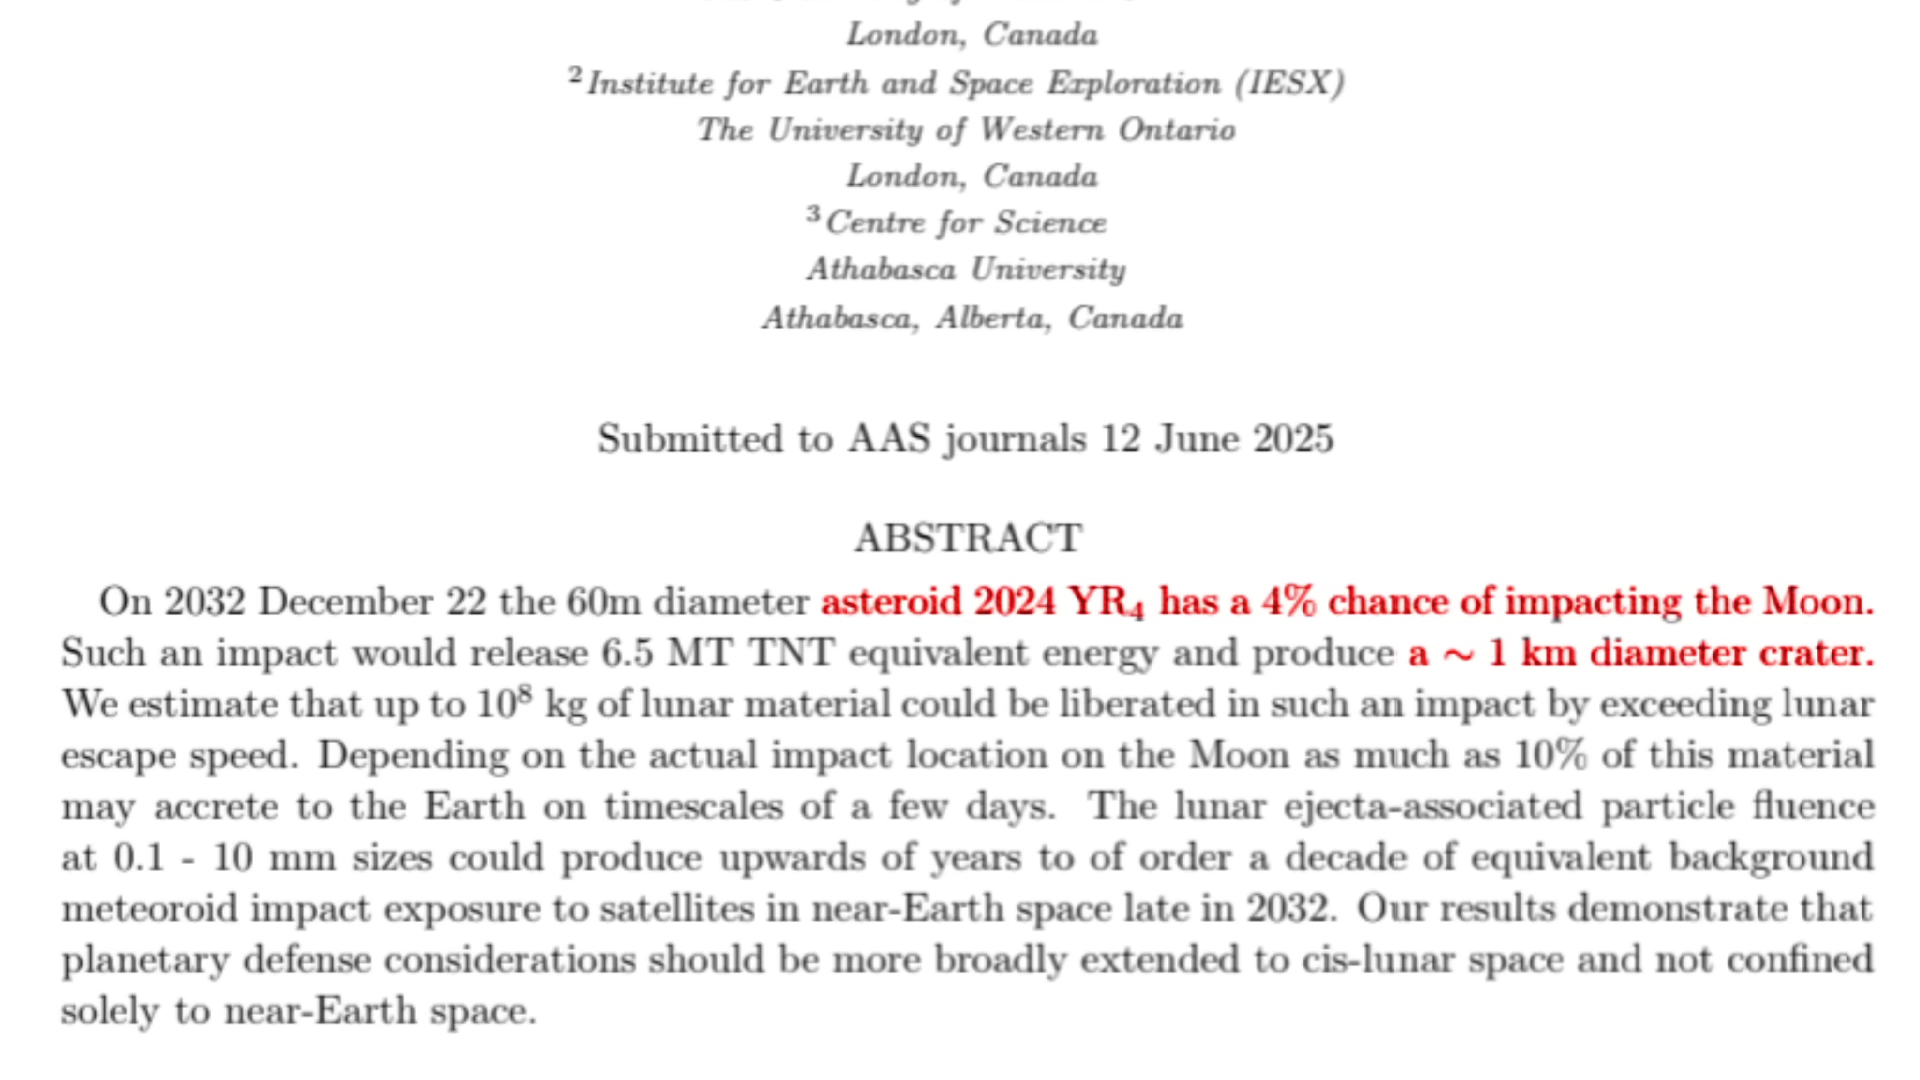 London, Canada
²Institute for Earth and Space Exploration (IESX)
The University of Western Ontario
London, Canada
³Centre for Science
Athabasca University
Athabasca, Alberta, Canada
Submitted to AAS journals 12 June 2025
ABSTRACT
On 2032 December 22 the 60m diameter asteroid 2024 YR₄ has a 4% chance of impacting the Moon.
Such an impact would release 6.5 MT TNT equivalent energy and produce a ~ 1 km diameter crater.
We estimate that up to 10⁸ kg of lunar material could be liberated in such an impact by exceeding lunar
escape speed. Depending on the actual impact location on the Moon as much as 10% of this material
may accrete to the Earth on timescales of a few days. The lunar ejecta-associated particle fluence
at 0.1 - 10 mm sizes could produce upwards of years to of order a decade of equivalent background
meteoroid impact exposure to satellites in near-Earth space late in 2032. Our results demonstrate that
planetary defense considerations should be more broadly extended to cis-lunar space and not confined
solely to near-Earth space.